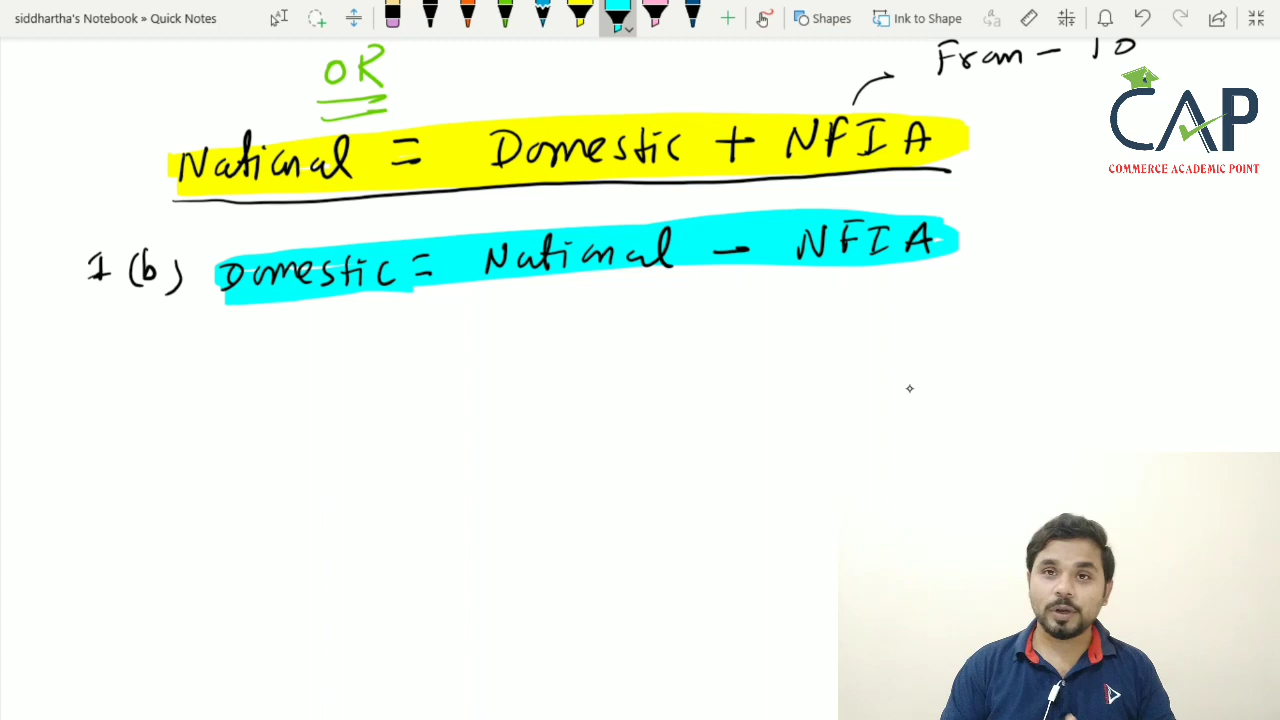 siddhartha's Notebook » Quick Notes
Shapes
Ink to Shape
OR
From - 10
National = Domestic + NFIA
CAP
COMMERCE ACADEMIC POINT
1 (b) Domestic = National - NFIA